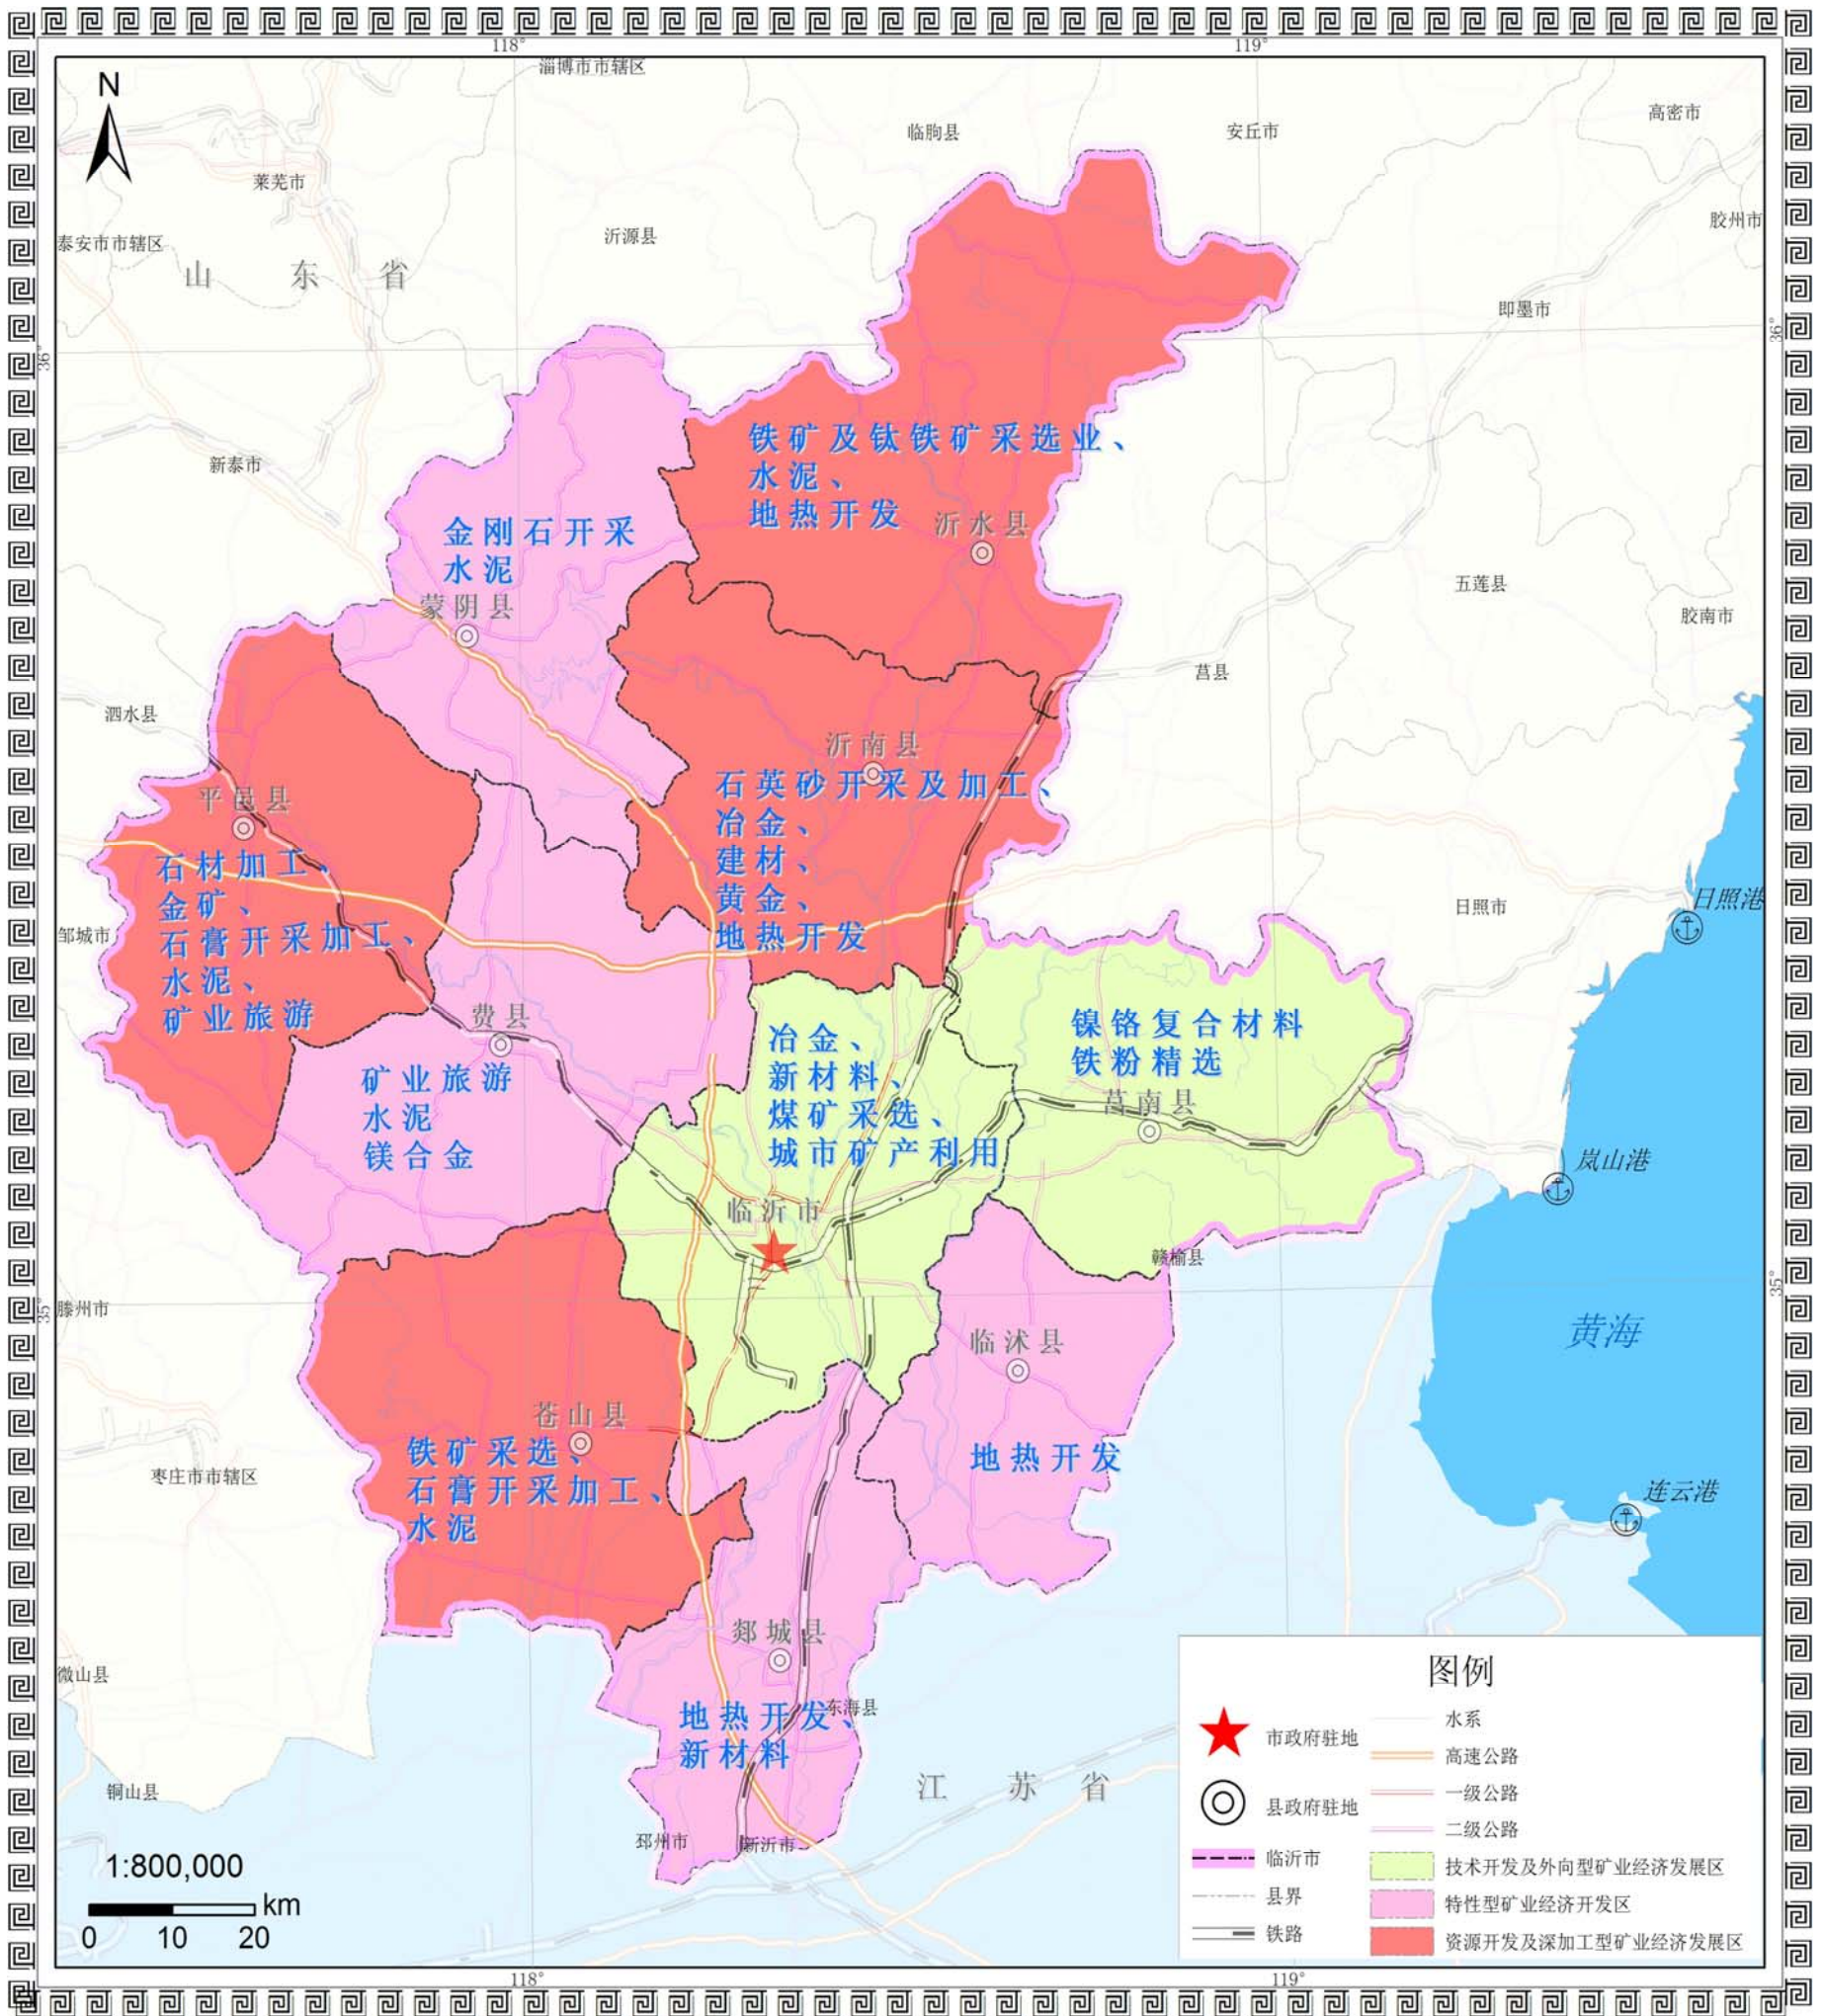 118°
119°
淄博市市辖区
N
临朐县
安丘市
高密市
莱芜市
胶州市
泰安市市辖区
沂源县
山东省
即墨市
36°
36°
铁矿及钛铁矿采选业、
水泥、
地热开发
新泰市
沂水县
金刚石开采
水泥
蒙阴县
五莲县
胶南市
莒县
泗水县
沂南县
石英砂开采及加工、
冶金、
建材、
黄金、
地热开发
平邑县
石材加工、
金矿、
石膏开采加工、
水泥、
矿业旅游
日照港
日照市
邹城市
费县
矿业旅游
水泥
镁合金
冶金、
新材料、
煤矿采选、
城市矿产利用
镍铬复合材料
铁粉精选
莒南县
岚山港
临沂市
赣榆县
35°
35°
滕州市
黄海
临沭县
地热开发
苍山县
铁矿采选、
石膏开采加工、
水泥
枣庄市市辖区
连云港
郯城县
地热开发、
新材料
东海县
微山县
铜山县
江苏省
邳州市
新沂市
1:800,000
km
0 10 20
图例
市政府驻地
县政府驻地
临沂市
县界
铁路
水系
高速公路
一级公路
二级公路
技术开发及外向型矿业经济发展区
特性型矿业经济开发区
资源开发及深加工型矿业经济发展区
118°
119°